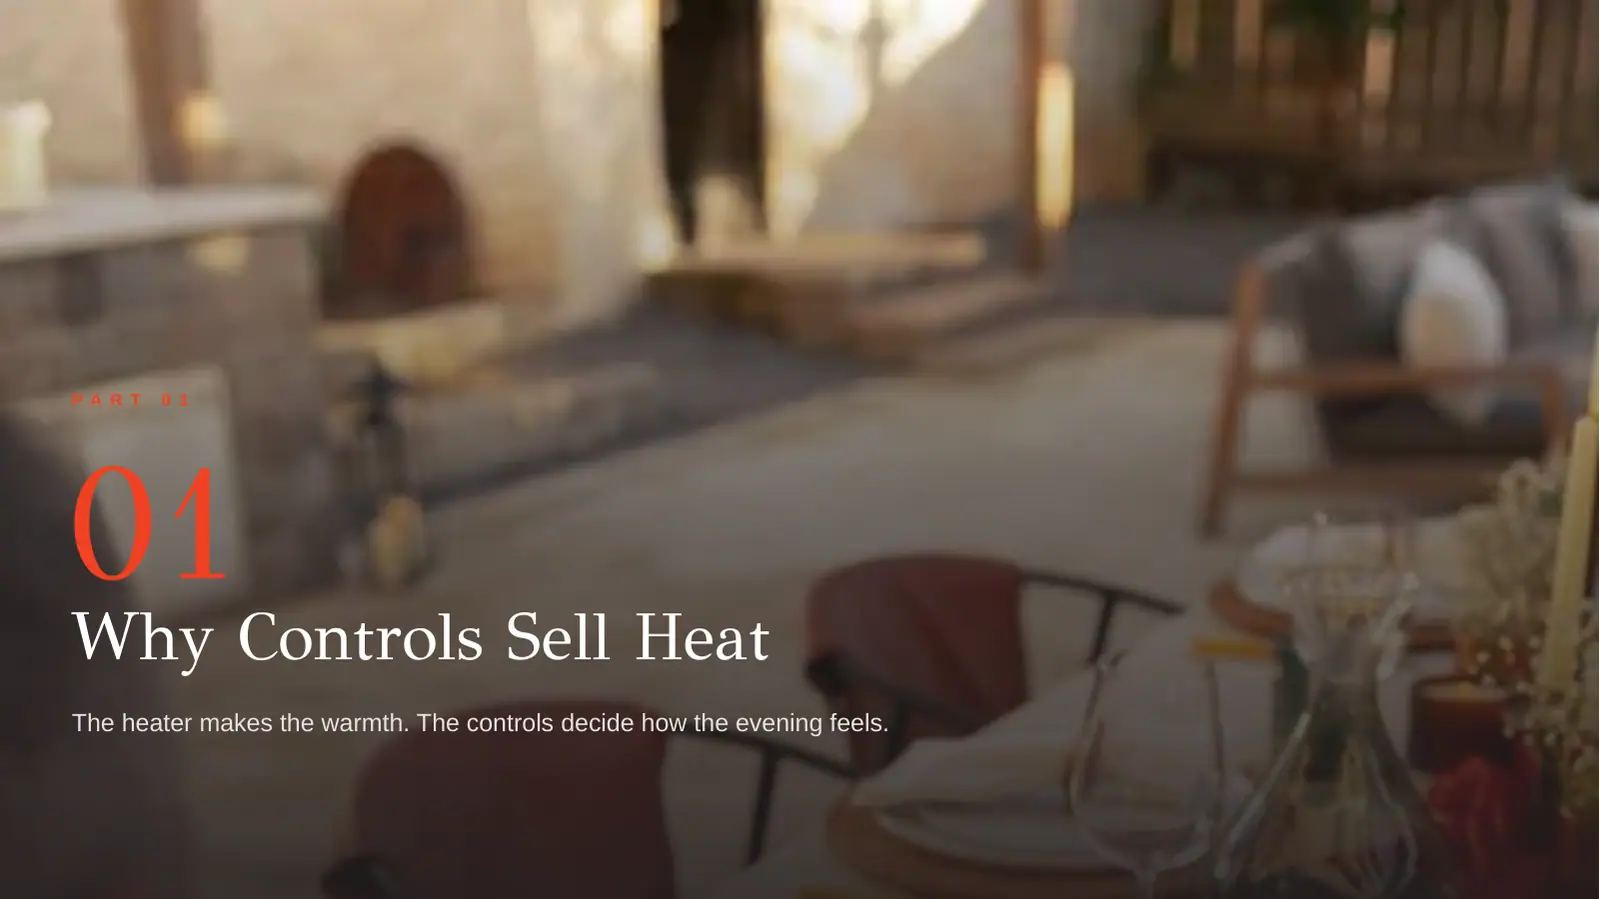 PART 01
01
Why Controls Sell Heat
The heater makes the warmth. The controls decide how the evening feels.